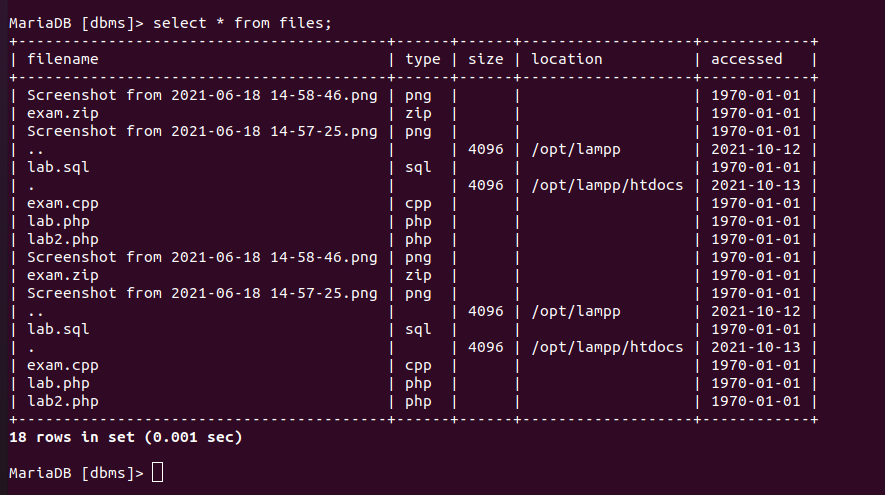 MariaDB [dbms]> select * from files;
+-----------------------------------------+------+------+-------------------+------------+
| filename                                | type | size | location          | accessed   |
+-----------------------------------------+------+------+-------------------+------------+
| Screenshot from 2021-06-18 14-58-46.png | png  |      |                   | 1970-01-01 |
| exam.zip                                | zip  |      |                   | 1970-01-01 |
| Screenshot from 2021-06-18 14-57-25.png | png  |      |                   | 1970-01-01 |
| ..                                      |      | 4096 | /opt/lampp        | 2021-10-12 |
| lab.sql                                 | sql  |      |                   | 1970-01-01 |
| .                                       |      | 4096 | /opt/lampp/htdocs | 2021-10-13 |
| exam.cpp                                | cpp  |      |                   | 1970-01-01 |
| lab.php                                 | php  |      |                   | 1970-01-01 |
| lab2.php                                | php  |      |                   | 1970-01-01 |
| Screenshot from 2021-06-18 14-58-46.png | png  |      |                   | 1970-01-01 |
| exam.zip                                | zip  |      |                   | 1970-01-01 |
| Screenshot from 2021-06-18 14-57-25.png | png  |      |                   | 1970-01-01 |
| ..                                      |      | 4096 | /opt/lampp        | 2021-10-12 |
| lab.sql                                 | sql  |      |                   | 1970-01-01 |
| .                                       |      | 4096 | /opt/lampp/htdocs | 2021-10-13 |
| exam.cpp                                | cpp  |      |                   | 1970-01-01 |
| lab.php                                 | php  |      |                   | 1970-01-01 |
| lab2.php                                | php  |      |                   | 1970-01-01 |
+-----------------------------------------+------+------+-------------------+------------+
18 rows in set (0.001 sec)
MariaDB [dbms]>